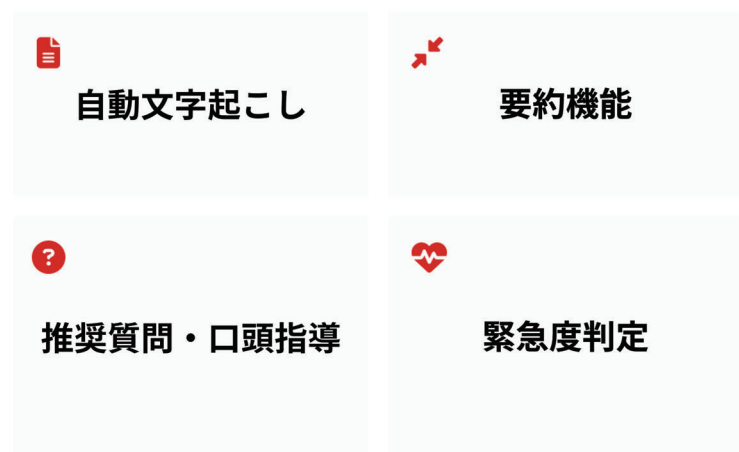 自動文字起こし
要約機能
推奨質問・口頭指導
緊急度判定